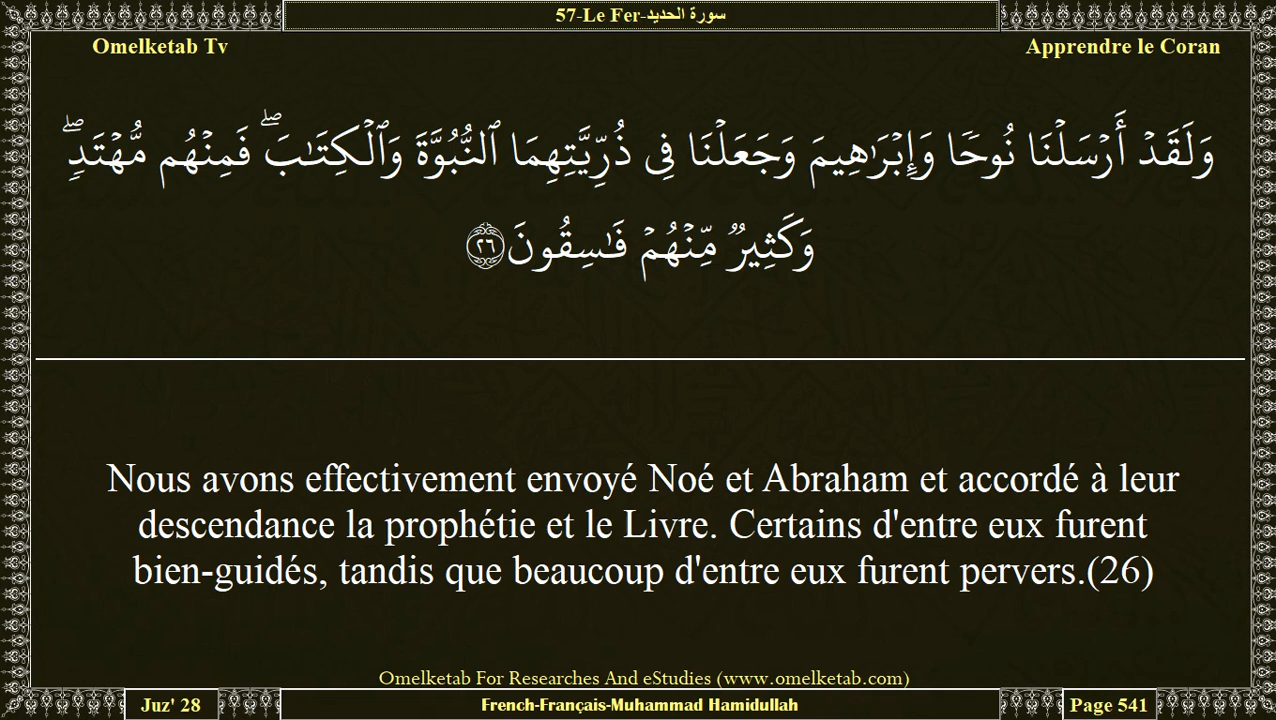 57-Le Fer-سورة الحديد
Omelketab Tv
Apprendre le Coran
وَلَقَدۡ أَرۡسَلۡنَا نُوحٗا وَإِبۡرَٰهِيمَ وَجَعَلۡنَا فِي ذُرِّيَّتِهِمَا ٱلنُّبُوَّةَ وَٱلۡكِتَٰبَۖ فَمِنۡهُم مُّهۡتَدٖۖ
وَكَثِيرٞ مِّنۡهُمۡ فَٰسِقُونَ ٢٦
Nous avons effectivement envoyé Noé et Abraham et accordé à leur
descendance la prophétie et le Livre. Certains d'entre eux furent
bien-guidés, tandis que beaucoup d'entre eux furent pervers.(26)
Omelketab For Researches And eStudies (www.omelketab.com)
Juz' 28
French-Français-Muhammad Hamidullah
Page 541